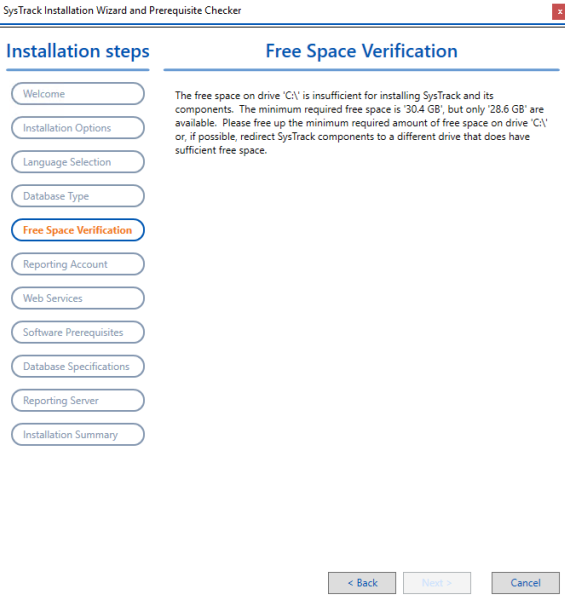 SysTrack Installation Wizard and Prerequisite Checker
x
Installation steps
Welcome
Installation Options
Language Selection
Database Type
Free Space Verification
Reporting Account
Web Services
Software Prerequisites
Database Specifications
Reporting Server
Installation Summary
Free Space Verification
The free space on drive 'C:\' is insufficient for installing SysTrack and its
components.  The minimum required free space is '30.4 GB', but only '28.6 GB' are
available.  Please free up the minimum required amount of free space on drive 'C:\'
or, if possible, redirect SysTrack components to a different drive that does have
sufficient free space.
< Back
Next >
Cancel